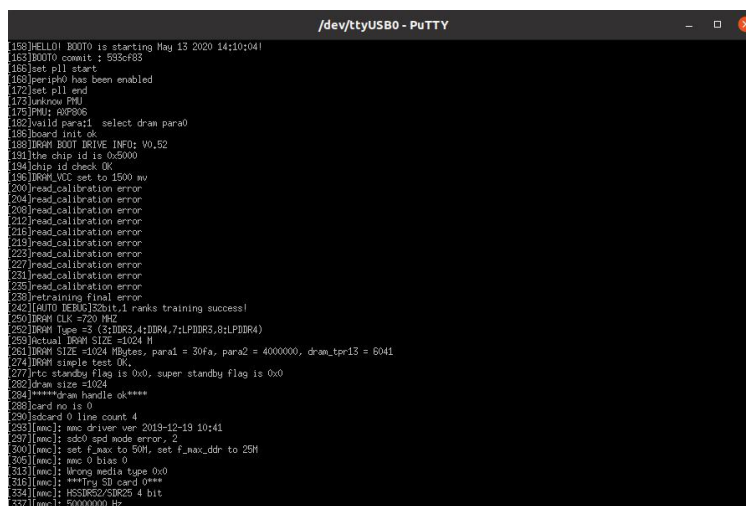 /dev/ttyUSB0 - PuTTY
[158]HELLO! BOOT0 is starting May 13 2020 14:10:04!
[163]BOOT0 commit : 593cf83
[166]set pll start
[168]periph0 has been enabled
[172]set pll end
[173]unknow PMU
[175]PMU: AXP806
[182]vaild para:1  select dram para0
[186]board init ok
[188]DRAM BOOT DRIVE INFO: V0.52
[191]the chip id is 0x5000
[194]chip id check OK
[196]DRAM_VCC set to 1500 mv
[200]read_calibration error
[204]read_calibration error
[208]read_calibration error
[212]read_calibration error
[216]read_calibration error
[219]read_calibration error
[223]read_calibration error
[227]read_calibration error
[231]read_calibration error
[235]read_calibration error
[238]retraining final error
[242][AUTO DEBUG]32bit,1 ranks training success!
[250]DRAM CLK =720 MHZ
[252]DRAM Type =3 (3:DDR3,4:DDR4,7:LPDDR3,8:LPDDR4)
[259]Actual DRAM SIZE =1024 M
[261]DRAM SIZE =1024 MBytes, para1 = 30fa, para2 = 4000000, dram_tpr13 = 6041
[274]DRAM simple test OK.
[277]rtc standby flag is 0x0, super standby flag is 0x0
[282]dram size =1024
[284]*****dram handle ok****
[288]card no is 0
[290]sdcard 0 line count 4
[293][mmc]: mmc driver ver 2019-12-19 10:41
[297][mmc]: sdc0 spd mode error, 2
[300][mmc]: set f_max to 50M, set f_max_ddr to 25M
[305][mmc]: mmc 0 bias 0
[313][mmc]: Wrong media type 0x0
[316][mmc]: ***Try SD card 0***
[334][mmc]: HSSDR52/SDR25 4 bit
[337][mmc]: 50000000 Hz